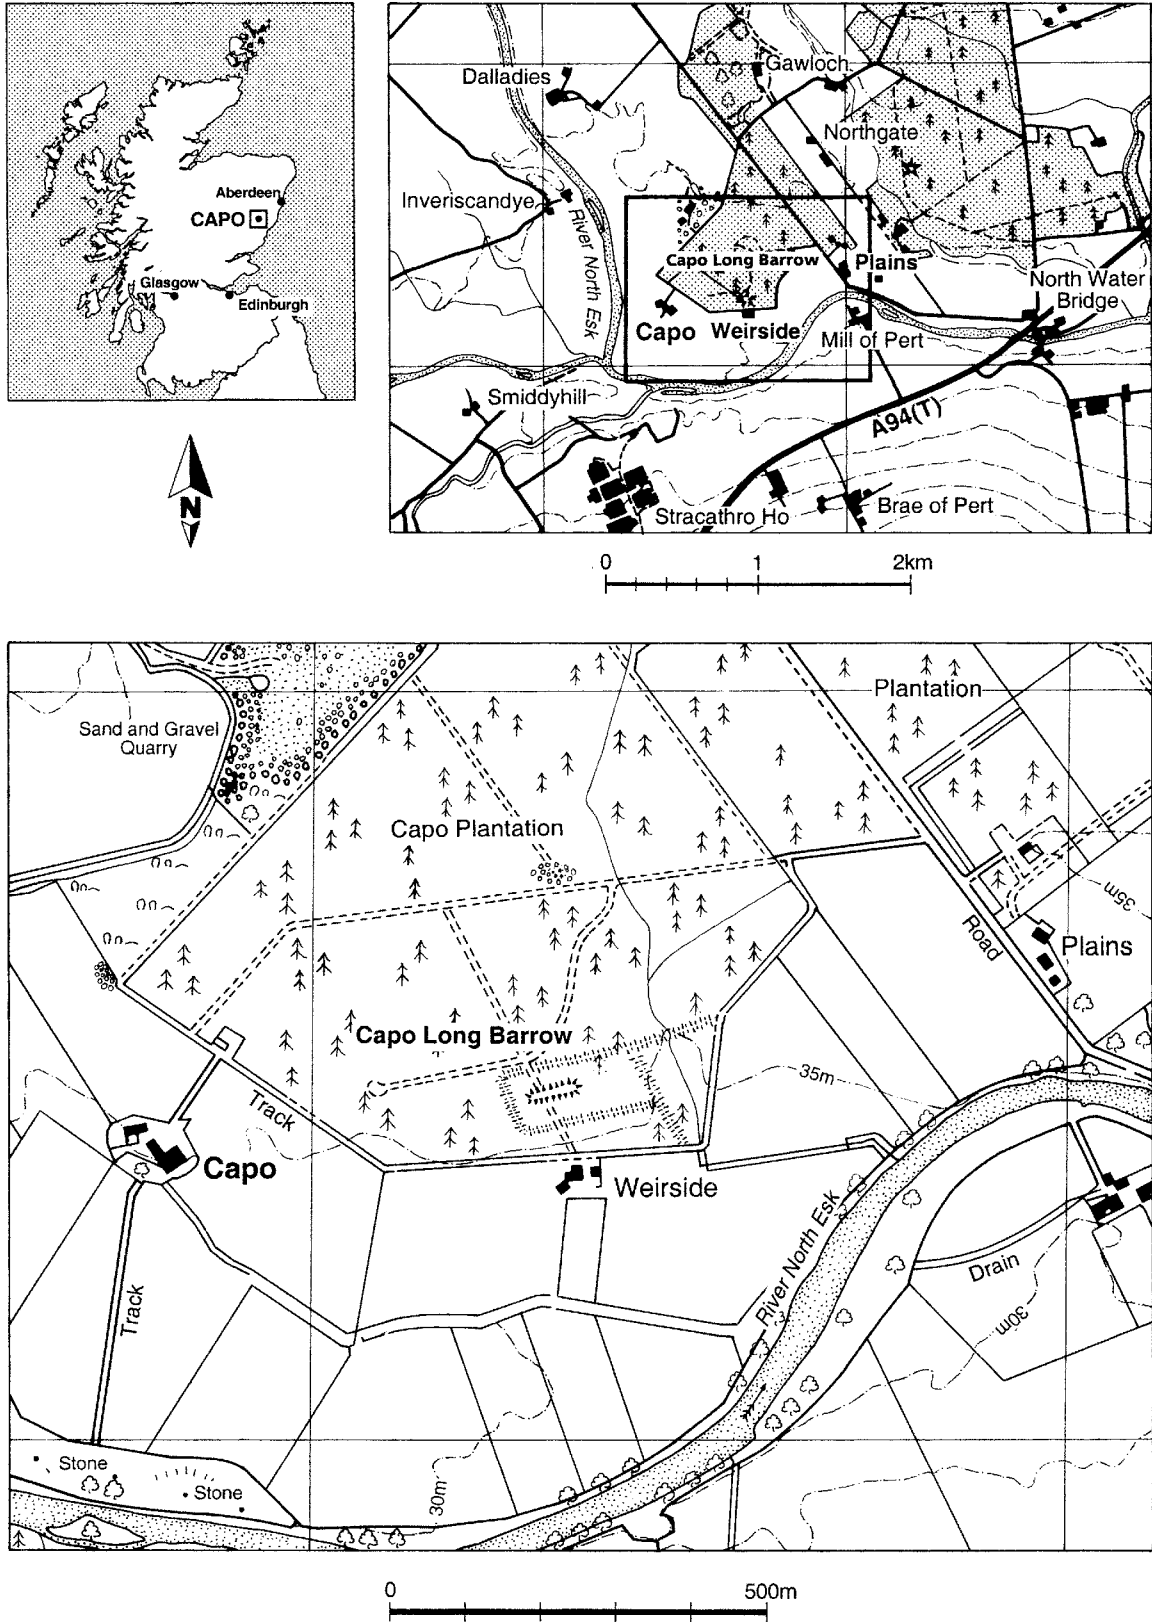 Aberdeen
CAPO
Glasgow
Edinburgh
N
Dalladies
Gawloch
Northgate
Inveriscandye
River North Esk
Capo Long Barrow
Plains
North Water
Bridge
Capo
Weirside
Mill of Pert
Smiddyhill
A94(T)
Stracathro Ho
Brae of Pert
0 1 2km
Plantation
Sand and Gravel
Quarry
Capo Plantation
35m
Road
Plains
Capo Long Barrow
35m
Track
Capo
Weirside
River North Esk
Drain
Track
30m
Stone
Stone
30m
0 500m